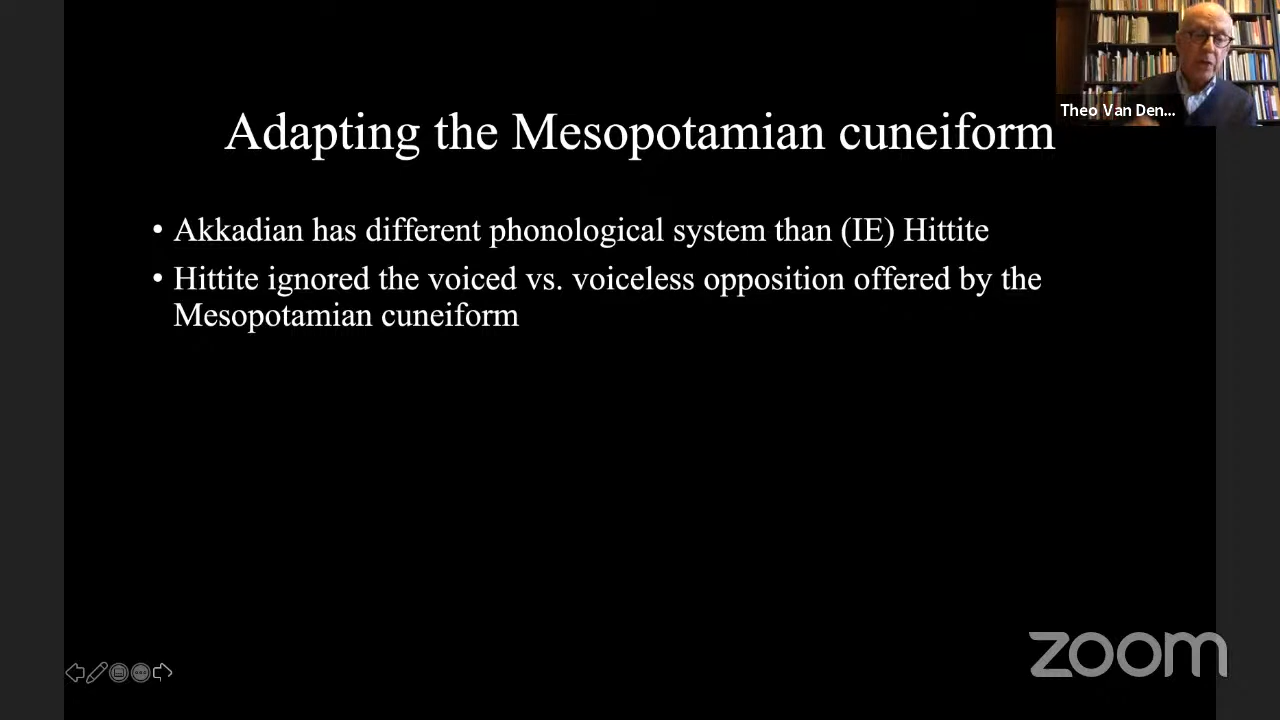 Theo Van Den...
Adapting the Mesopotamian cuneiform
• Akkadian has different phonological system than (IE) Hittite
• Hittite ignored the voiced vs. voiceless opposition offered by the
Mesopotamian cuneiform
zoom